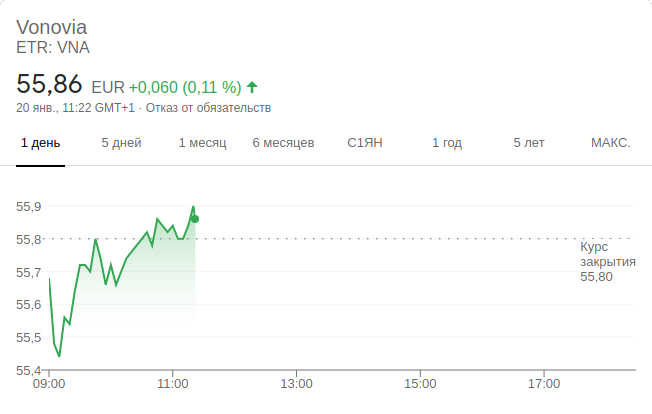 Vonovia
ETR: VNA
55,86 EUR +0,060 (0,11 %)
20 янв., 11:22 GMT+1 · Отказ от обязательств
1 день 5 дней 1 месяц 6 месяцев С1ЯН 1 год 5 лет МАКС.
55,9
55,8
Курс
закрытия
55,80
55,7
55,6
55,5
55,4
09:00 11:00 13:00 15:00 17:00